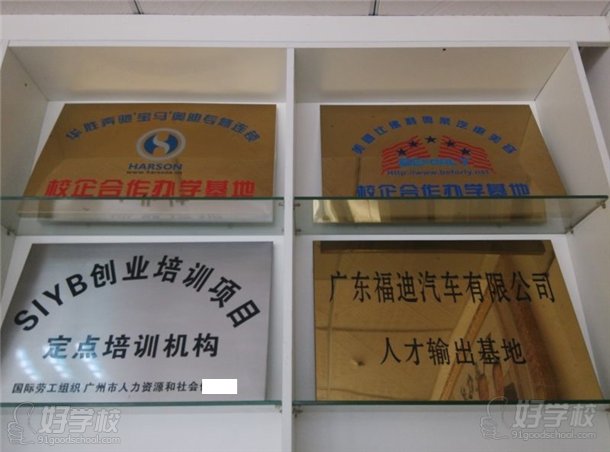 华胜奔驰宝马奥迪专修连锁
HARSON
校企合作办学基地
Http://www.beforly.net
校企合作办学基地
SIYB创业培训项目
定点培训机构
国际劳工组织 广州市人力资源和社会
广东福迪汽车有限公司
人才输出基地
好学校
91goodschool.com
好学校
91goodschool.com